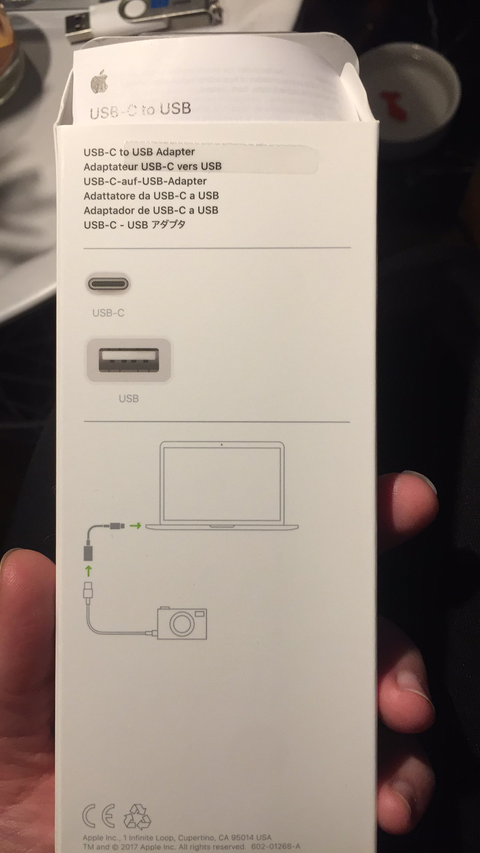 USB-C to USB
USB-C to USB Adapter
Adaptateur USB-C vers USB
USB-C-auf-USB-Adapter
Adattatore da USB-C a USB
Adaptador de USB-C a USB
USB-C - USB アダプタ
USB-C
USB
CE
Apple Inc., 1 Infinite Loop, Cupertino, CA 95014 USA
TM and © 2017 Apple Inc. All rights reserved. 602-01268-A